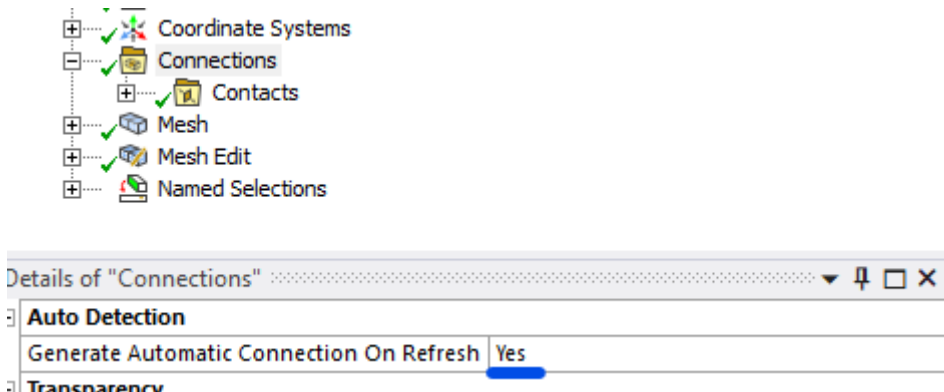 Coordinate Systems
Connections
Contacts
Mesh
Mesh Edit
Named Selections
Details of "Connections"
Auto Detection
Generate Automatic Connection On Refresh Yes
Transparency